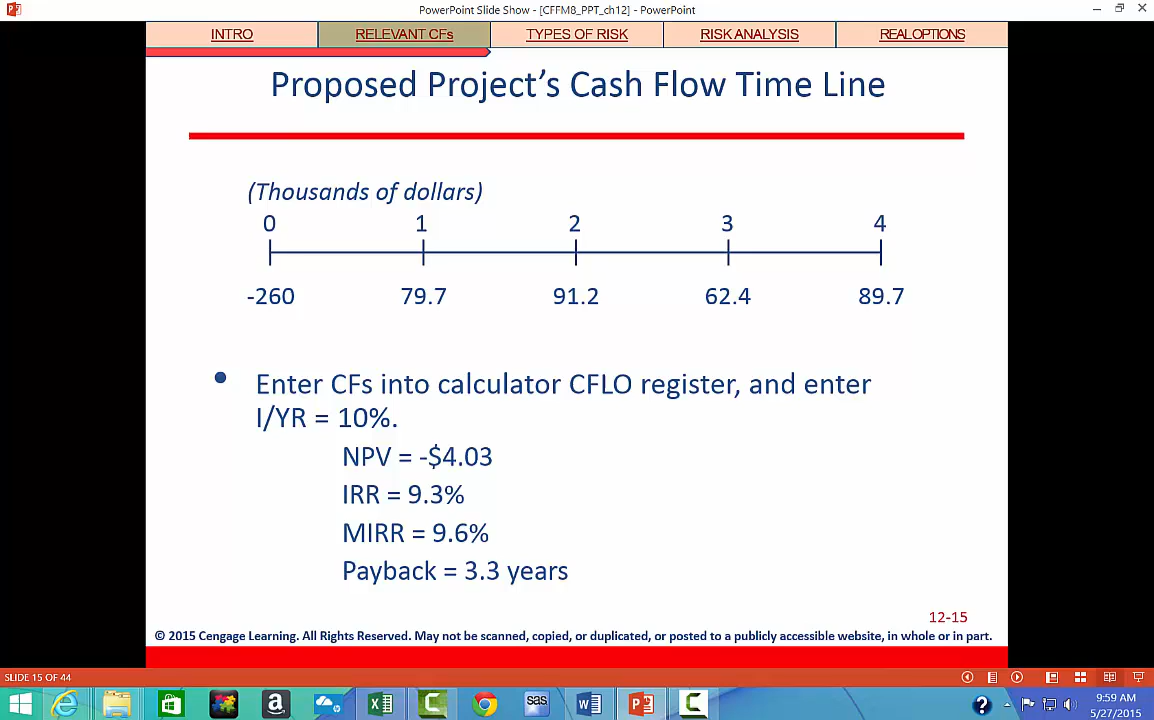 PowerPoint Slide Show - [CFFM8_PPT_ch12] - PowerPoint
INTRO
RELEVANT CFs
TYPES OF RISK
RISK ANALYSIS
REAL OPTIONS
Proposed Project’s Cash Flow Time Line
(Thousands of dollars)
0 1 2 3 4
-260 79.7 91.2 62.4 89.7
• Enter CFs into calculator CFLO register, and enter
I/YR = 10%.
NPV = -$4.03
IRR = 9.3%
MIRR = 9.6%
Payback = 3.3 years
12-15
© 2015 Cengage Learning. All Rights Reserved. May not be scanned, copied, or duplicated, or posted to a publicly accessible website, in whole or in part.
SLIDE 15 OF 44
sas
9:59 AM
5/27/2015